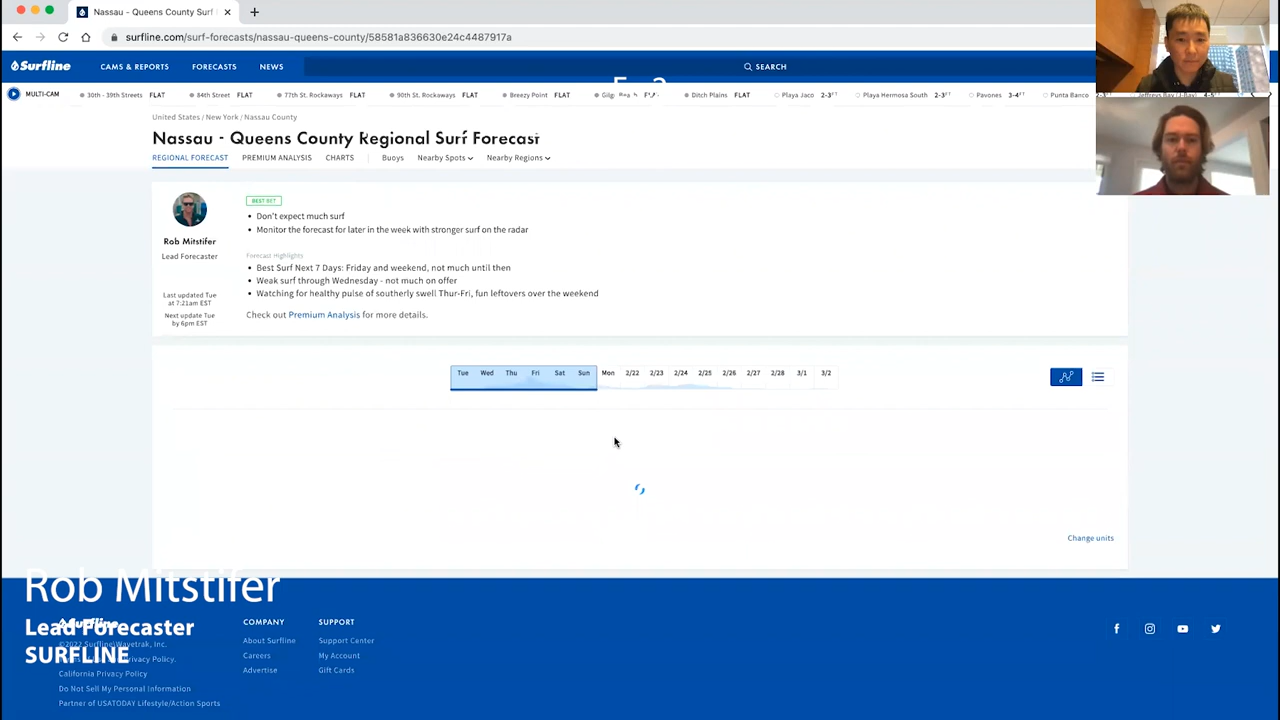 Nassau - Queens County Surf
surfline.com/surf-forecasts/nassau-queens-county/58581a836630e24c4487917a
Surfline
CAMS & REPORTS
FORECASTS
NEWS
SEARCH
MULTI-CAM
30th - 39th Streets FLAT
84th Street FLAT
77th St. Rockaways FLAT
90th St. Rockaways FLAT
Breezy Point FLAT
Ditch Plains FLAT
Playa Jaco 2-3FT
Playa Hermosa South 2-3FT
Pavones 3-4FT
Punta Banco
United States / New York / Nassau County
Nassau - Queens County Regional Surf Forecast
REGIONAL FORECAST
PREMIUM ANALYSIS
CHARTS
Buoys
Nearby Spots
Nearby Regions
Rob Mitstifer
Lead Forecaster
Last updated Tue
at 7:21am EST
Next update Tue
by 6pm EST
BEST BET
Don't expect much surf
Monitor the forecast for later in the week with stronger surf on the radar
Forecast Highlights
Best Surf Next 7 Days: Friday and weekend, not much until then
Weak surf through Wednesday - not much on offer
Watching for healthy pulse of southerly swell Thur-Fri, fun leftovers over the weekend
Check out Premium Analysis for more details.
Tue Wed Thu Fri Sat Sun Mon 2/22 2/23 2/24 2/25 2/26 2/27 2/28 3/1 3/2
Change units
Rob Mitstifer
Lead Forecaster
SURFLINE
©2022 Surfline\Wavetrak, Inc.
Privacy Policy.
California Privacy Policy
Do Not Sell My Personal Information
Partner of USATODAY Lifestyle/Action Sports
COMPANY
About Surfline
Careers
Advertise
SUPPORT
Support Center
My Account
Gift Cards